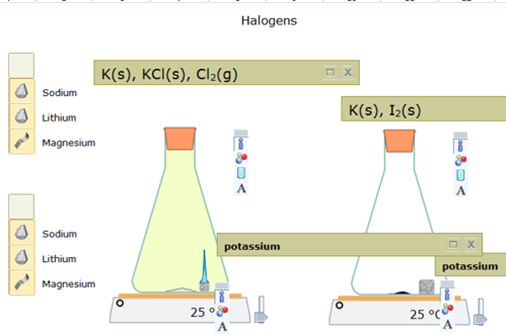 Halogens
K(s), KCl(s), Cl₂(g)
K(s), I₂(s)
Sodium
Lithium
Magnesium
A
A
Sodium
Lithium
Magnesium
potassium
potassium
25 °
A
25 °C
A